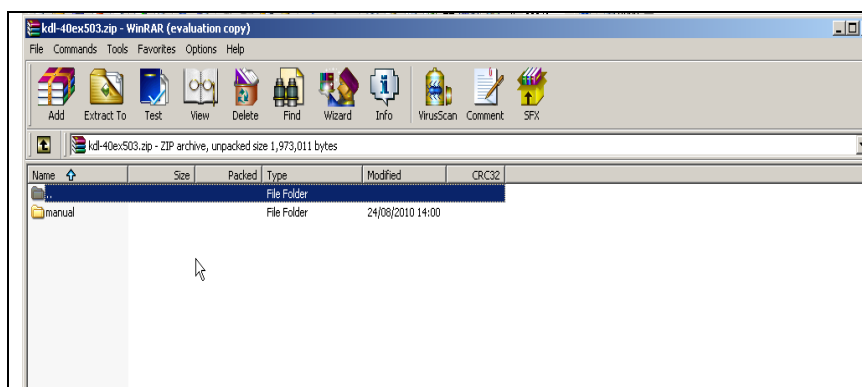 kdl-40ex503.zip - WinRAR (evaluation copy)
File Commands Tools Favorites Options Help
Add Extract To Test View Delete Find Wizard Info VirusScan Comment SFX
kdl-40ex503.zip - ZIP archive, unpacked size 1,973,011 bytes
Name Size Packed Type Modified CRC32
.. File Folder
manual File Folder 24/08/2010 14:00